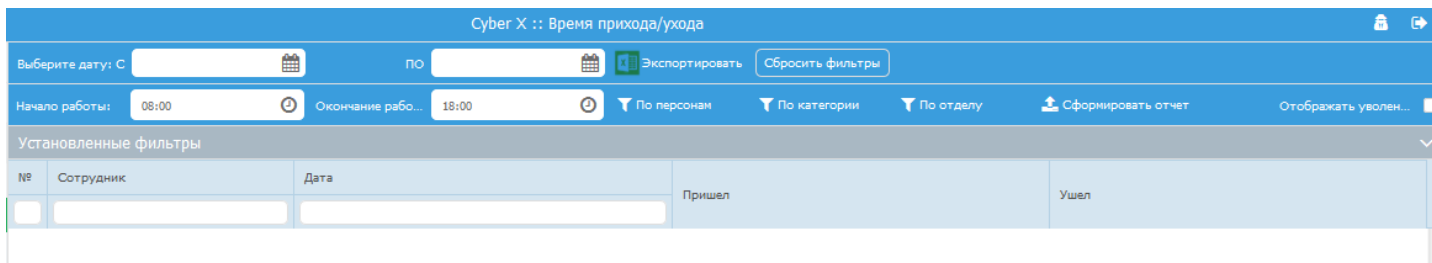 Cyber X :: Время прихода/ухода
Выберите дату: С ПО Экспортировать Сбросить фильтры
Начало работы: 08:00 Окончание рабо... 18:00 По персонам По категории По отделу Сформировать отчет Отображать уволен...
Установленные фильтры
№ Сотрудник Дата
Пришел Ушел